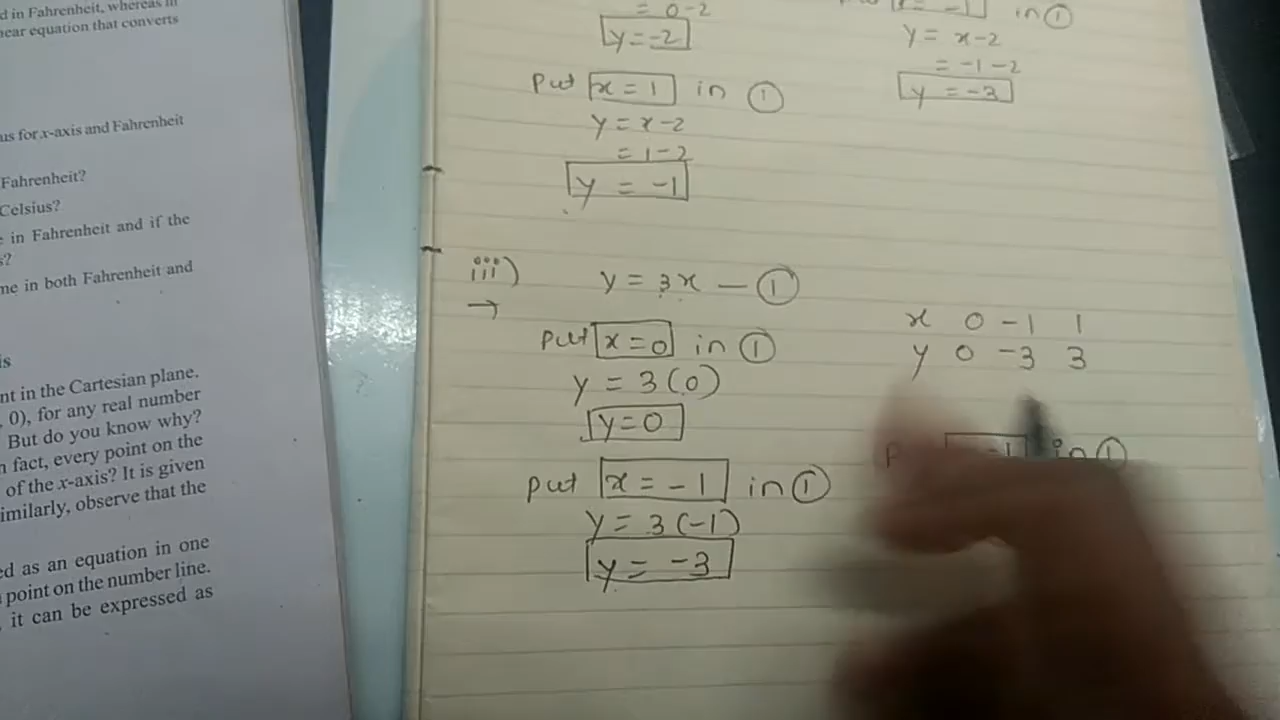 d in Fahrenheit, whereas in
near equation that converts
us for x-axis and Fahrenheit
Fahrenheit?
Celsius?
e in Fahrenheit and if the
s?
me in both Fahrenheit and
is
nt in the Cartesian plane.
, 0), for any real number
But do you know why?
n fact, every point on the
of the x-axis? It is given
imilarly, observe that the
ed as an equation in one
point on the number line.
, it can be expressed as
= 0-2
y=-2
Put x = 1 in ①
y = x-2
= 1-2
y = -1
-1 in ①
y = x-2
= -1-2
y = -3
iii) y = 3x — ①
→
Put x=0 in ①
y = 3(0)
y=0
Put x = -1 in ①
y = 3(-1)
y = -3
x 0 -1 1
y 0 -3 3
in ①